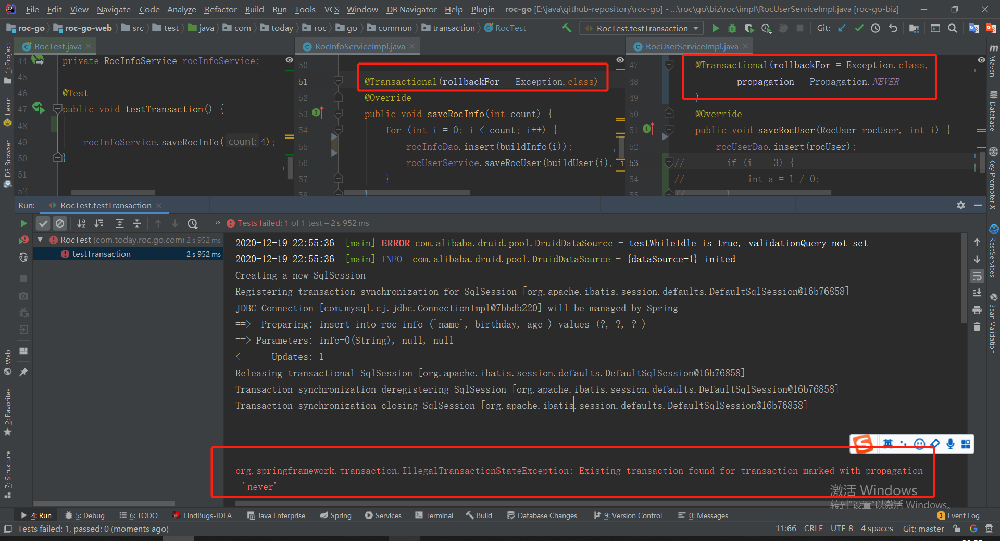 File Edit View Navigate Code Analyze Refactor Build Run Tools VCS Window DB Navigator Help Plugin roc-go [E:\java\github-repository\roc-go] - ...\roc\go\biz\roc\impl\RocUserServiceImpl.java [roc-go-biz]
roc-go roc-go-web src test java com today roc go common transaction RocTest RocTest.testTransaction Git:
1: Project
Learn
DB Browser
Web
2: Favorites
7: Structure
RocTest.java
44 private RocInfoService rocInfoService;
45
46 @Test
47 public void testTransaction() {
48
49 rocInfoService.saveRocInfo( count: 4);
50 }
51
52
RocInfoServiceImpl.java
50
51 @Transactional(rollbackFor = Exception.class)
52 @Override
53 public void saveRocInfo(int count) {
54 for (int i = 0; i < count; i++) {
55 rocInfoDao.insert(buildInfo(i));
56 rocUserService.saveRocUser(buildUser(i), i
57 }
58 }
RocUserServiceImpl.java
47 @Transactional(rollbackFor = Exception.class,
48 propagation = Propagation.NEVER
49 )
50 @Override
51 public void saveRocUser(RocUser rocUser, int i) {
52 rocUserDao.insert(rocUser);
53 // if (i == 3) {
54 // int a = 1 / 0;
55 // }
Maven
Database
Key Promoter X
RestServices
Bean Validation
Run: RocTest.testTransaction
Tests failed: 1 of 1 test – 2 s 952 ms
RocTest (com.today.roc.go.comm 2 s 952 ms
testTransaction 2 s 952 ms
2020-12-19 22:55:36 [main] ERROR com.alibaba.druid.pool.DruidDataSource - testWhileIdle is true, validationQuery not set
2020-12-19 22:55:36 [main] INFO com.alibaba.druid.pool.DruidDataSource - {dataSource-1} inited
Creating a new SqlSession
Registering transaction synchronization for SqlSession [org.apache.ibatis.session.defaults.DefaultSqlSession@16b76858]
JDBC Connection [com.mysql.cj.jdbc.ConnectionImpl@7bbdb220] will be managed by Spring
==> Preparing: insert into roc_info (`name`, birthday, age ) values (?, ?, ? )
==> Parameters: info-0(String), null, null
<== Updates: 1
Releasing transactional SqlSession [org.apache.ibatis.session.defaults.DefaultSqlSession@16b76858]
Transaction synchronization deregistering SqlSession [org.apache.ibatis.session.defaults.DefaultSqlSession@16b76858]
Transaction synchronization closing SqlSession [org.apache.ibatis.session.defaults.DefaultSqlSession@16b76858]
英
org.springframework.transaction.IllegalTransactionStateException: Existing transaction found for transaction marked with propagation
'never'
激活 Windows
转到“设置”以激活 Windows。
4: Run 5: Debug 6: TODO FindBugs-IDEA Java Enterprise Spring Services Terminal Build Database Changes 9: Version Control 0: Messages 3 Event Log
Tests failed: 1, passed: 0 (moments ago) 11:66 CRLF UTF-8 4 spaces Git: master